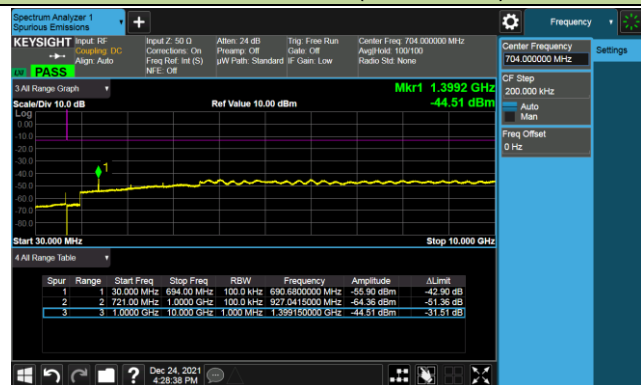 Spectrum Analyzer 1
Spurious Emissions
Frequency
KEYSIGHT
Input: RF
Coupling: DC
Align: Auto
Input Z: 50 Ω
Corrections: On
Freq Ref: Int (S)
NFE: Off
Atten: 24 dB
Preamp: Off
µW Path: Standard
Trig: Free Run
Gate: Off
IF Gain: Low
Center Freq: 704.000000 MHz
Avg|Hold: 100/100
Radio Std: None
PASS
Center Frequency
704.000000 MHz
Settings
CF Step
200.000 kHz
Auto
Man
Freq Offset
0 Hz
3 All Range Graph
Mkr1 1.3992 GHz
Scale/Div 10.0 dB
Ref Value 10.00 dBm
-44.51 dBm
Log
0.00
-10.0
-20.0
-30.0
-40.0
-50.0
-60.0
-70.0
-80.0
1
Start 30.000 MHz
Stop 10.000 GHz
4 All Range Table
Spur Range Start Freq Stop Freq RBW Frequency Amplitude ΔLimit
1 1 30.000 MHz 694.00 MHz 100.0 kHz 690.6800000 MHz -55.90 dBm -42.90 dB
2 2 721.00 MHz 1.0000 GHz 100.0 kHz 927.0415000 MHz -64.36 dBm -51.36 dB
3 3 1.0000 GHz 10.000 GHz 1.000 MHz 1.399150000 GHz -44.51 dBm -31.51 dB
Dec 24, 2021
4:28:38 PM